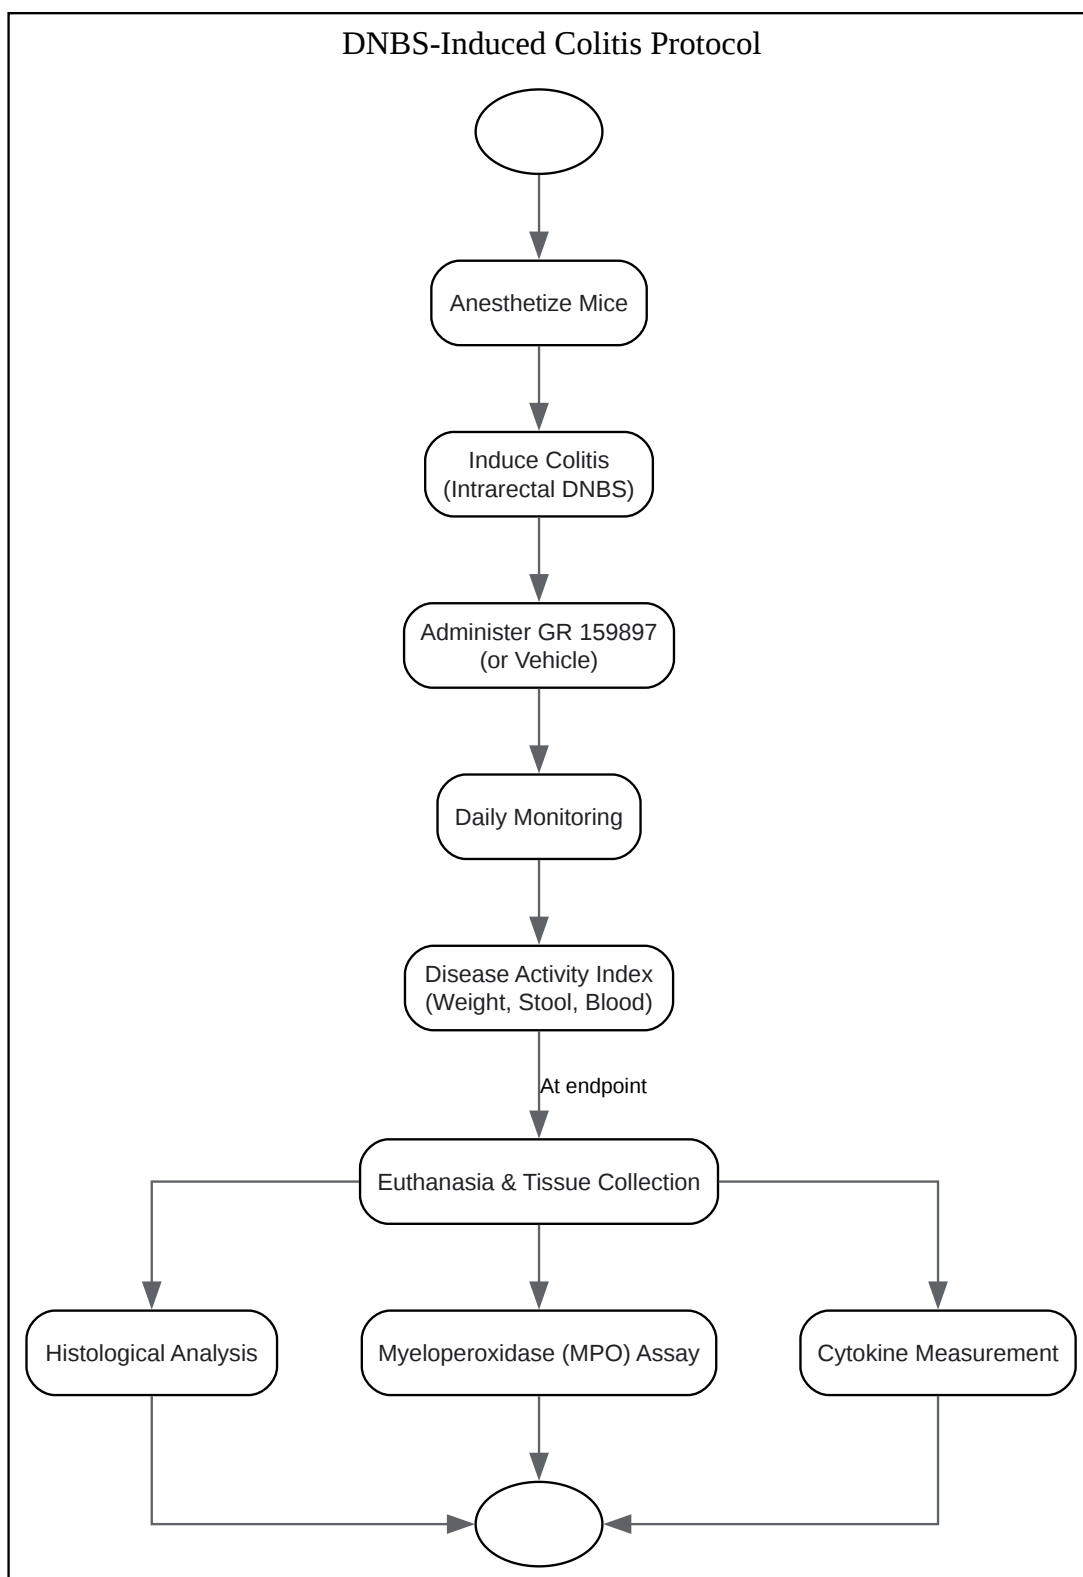 DNBS-Induced Colitis Protocol
Anesthetize Mice
Induce Colitis
(Intrarectal DNBS)
Administer GR 159897
(or Vehicle)
Daily Monitoring
Disease Activity Index
(Weight, Stool, Blood)
At endpoint
Euthanasia & Tissue Collection
Histological Analysis
Myeloperoxidase (MPO) Assay
Cytokine Measurement